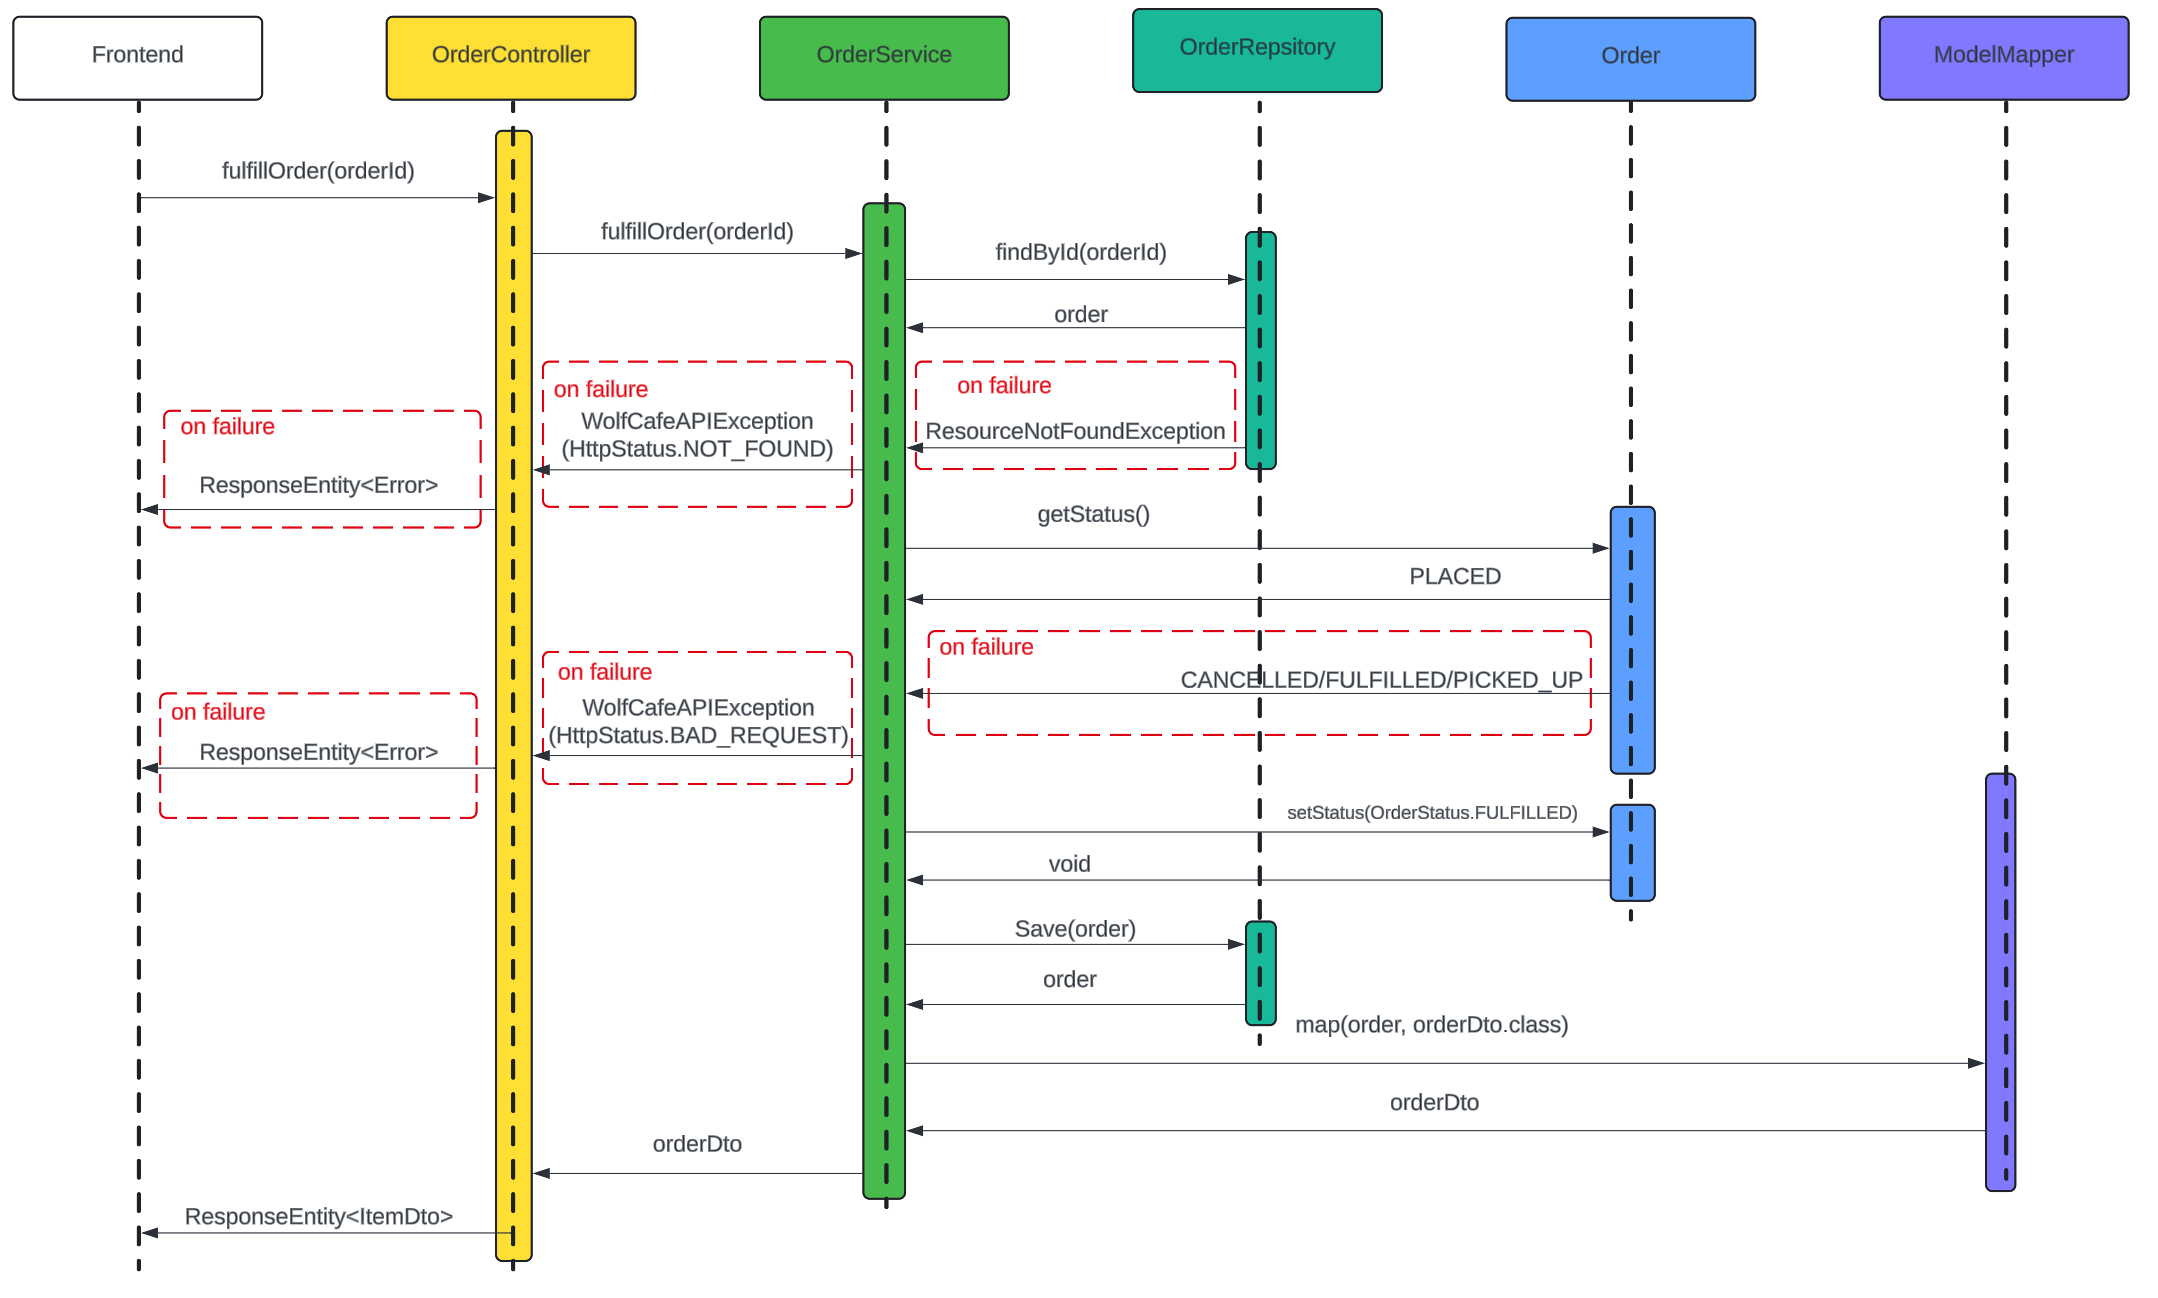 Frontend
OrderController
OrderService
OrderRepsitory
Order
ModelMapper
fulfillOrder(orderId)
fulfillOrder(orderId)
findById(orderId)
order
on failure
ResourceNotFoundException
on failure
WolfCafeAPIException
(HttpStatus.NOT_FOUND)
on failure
ResponseEntity<Error>
getStatus()
PLACED
on failure
CANCELLED/FULFILLED/PICKED_UP
on failure
WolfCafeAPIException
(HttpStatus.BAD_REQUEST)
on failure
ResponseEntity<Error>
setStatus(OrderStatus.FULFILLED)
void
Save(order)
order
map(order, orderDto.class)
orderDto
orderDto
ResponseEntity<ItemDto>